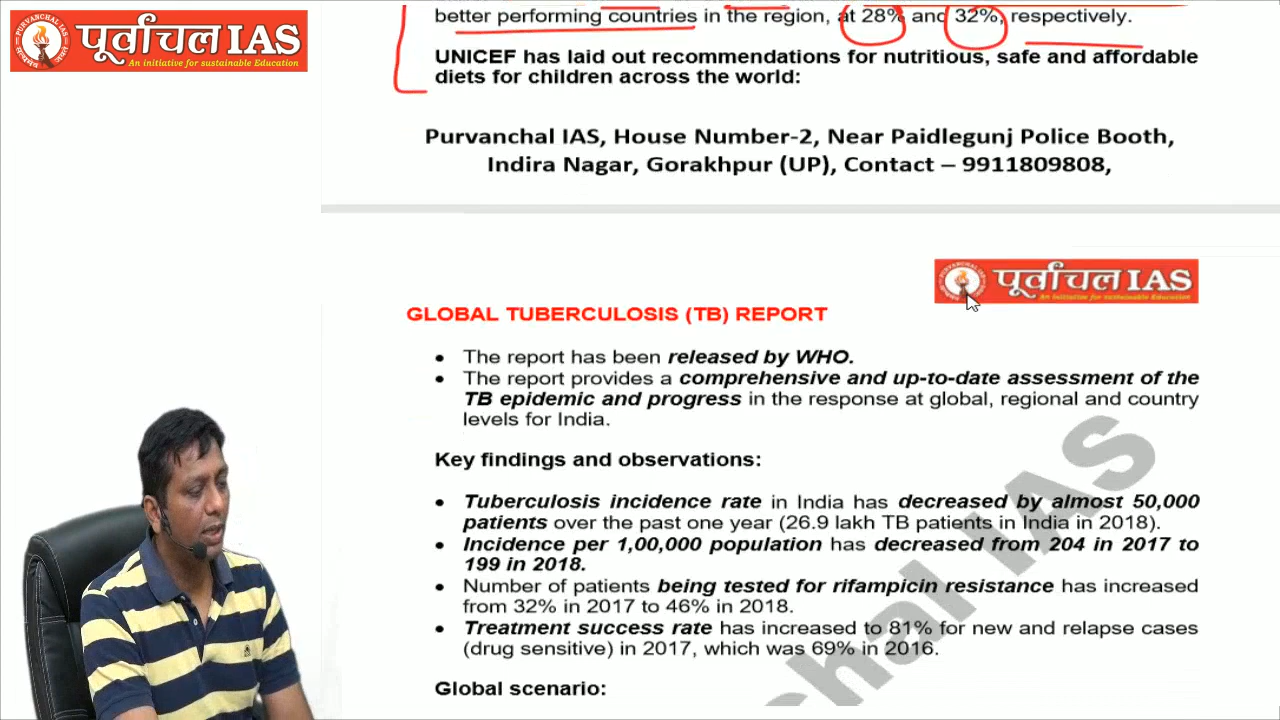 पूर्वांचल IAS
An initiative for sustainable Education
better performing countries in the region, at 28% and 32%, respectively.
UNICEF has laid out recommendations for nutritious, safe and affordable
diets for children across the world:
Purvanchal IAS, House Number-2, Near Paidlegunj Police Booth,
Indira Nagar, Gorakhpur (UP), Contact – 9911809808,
पूर्वांचल IAS
An initiative for sustainable Education
GLOBAL TUBERCULOSIS (TB) REPORT
• The report has been released by WHO.
• The report provides a comprehensive and up-to-date assessment of the
TB epidemic and progress in the response at global, regional and country
levels for India.
Key findings and observations:
• Tuberculosis incidence rate in India has decreased by almost 50,000
patients over the past one year (26.9 lakh TB patients in India in 2018).
• Incidence per 1,00,000 population has decreased from 204 in 2017 to
199 in 2018.
• Number of patients being tested for rifampicin resistance has increased
from 32% in 2017 to 46% in 2018.
• Treatment success rate has increased to 81% for new and relapse cases
(drug sensitive) in 2017, which was 69% in 2016.
Global scenario:
chal IAS